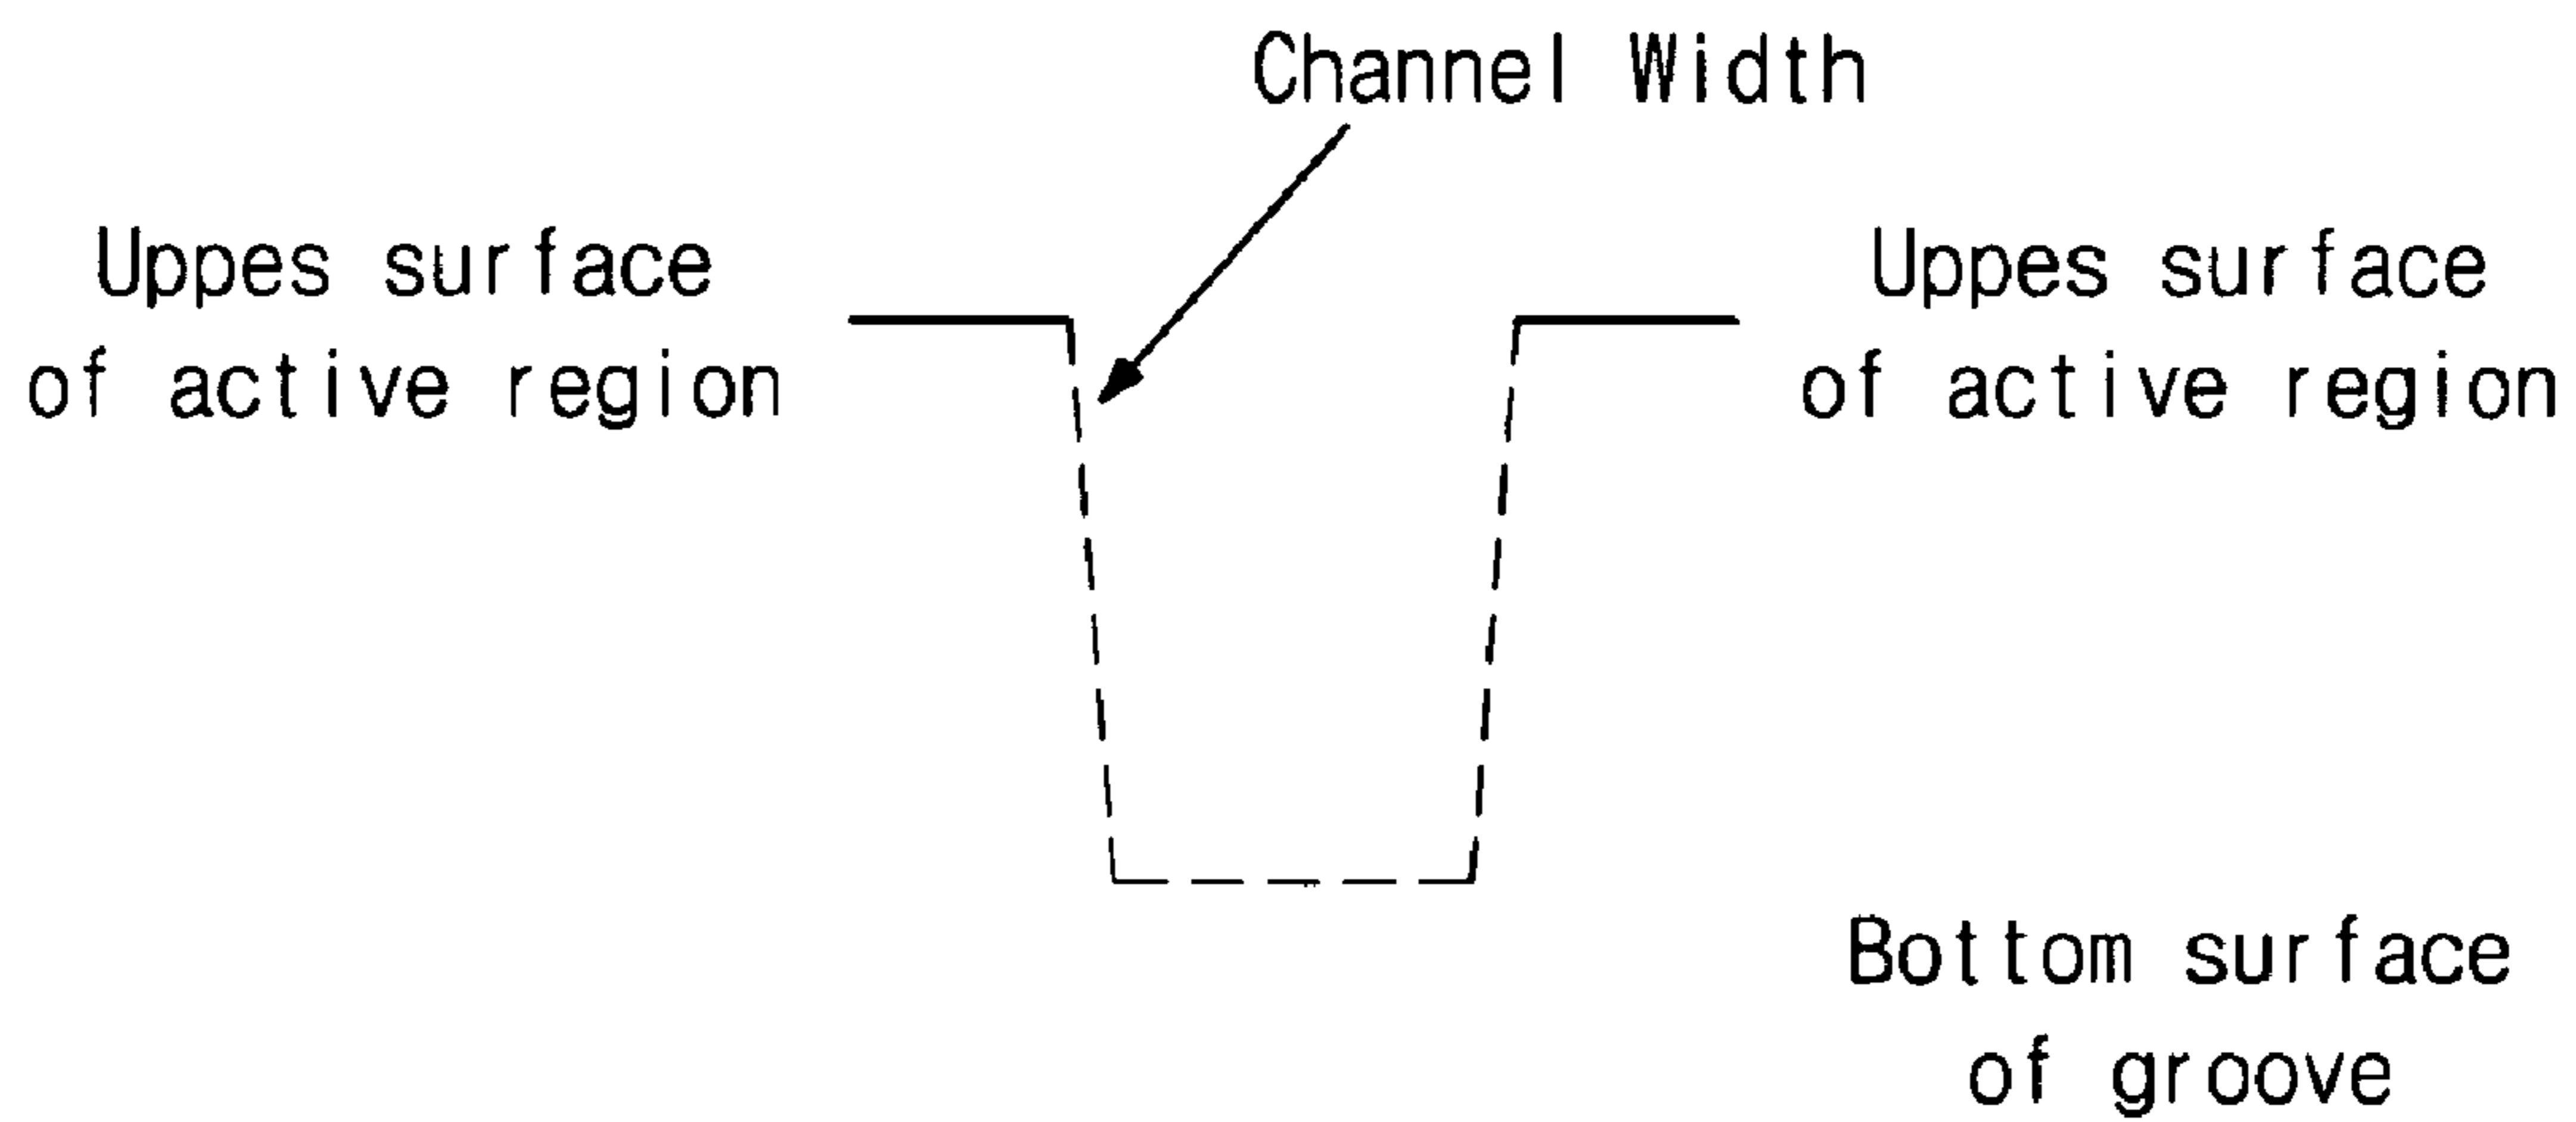 Channel Width
Uppes surface
of active region
Uppes surface
of active region
Bottom surface
of groove